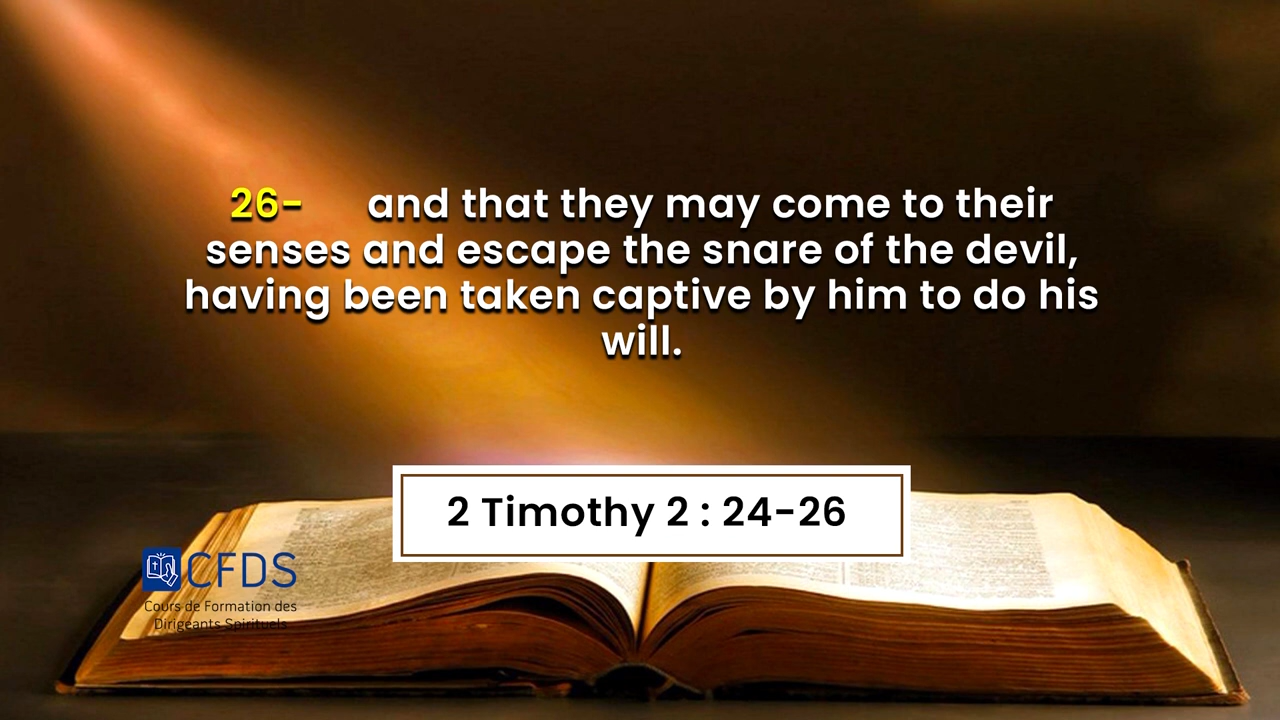 26- and that they may come to their
senses and escape the snare of the devil,
having been taken captive by him to do his
will.
2 Timothy 2 : 24-26
CFDS
Cours de Formation des
Dirigeants Spirituels